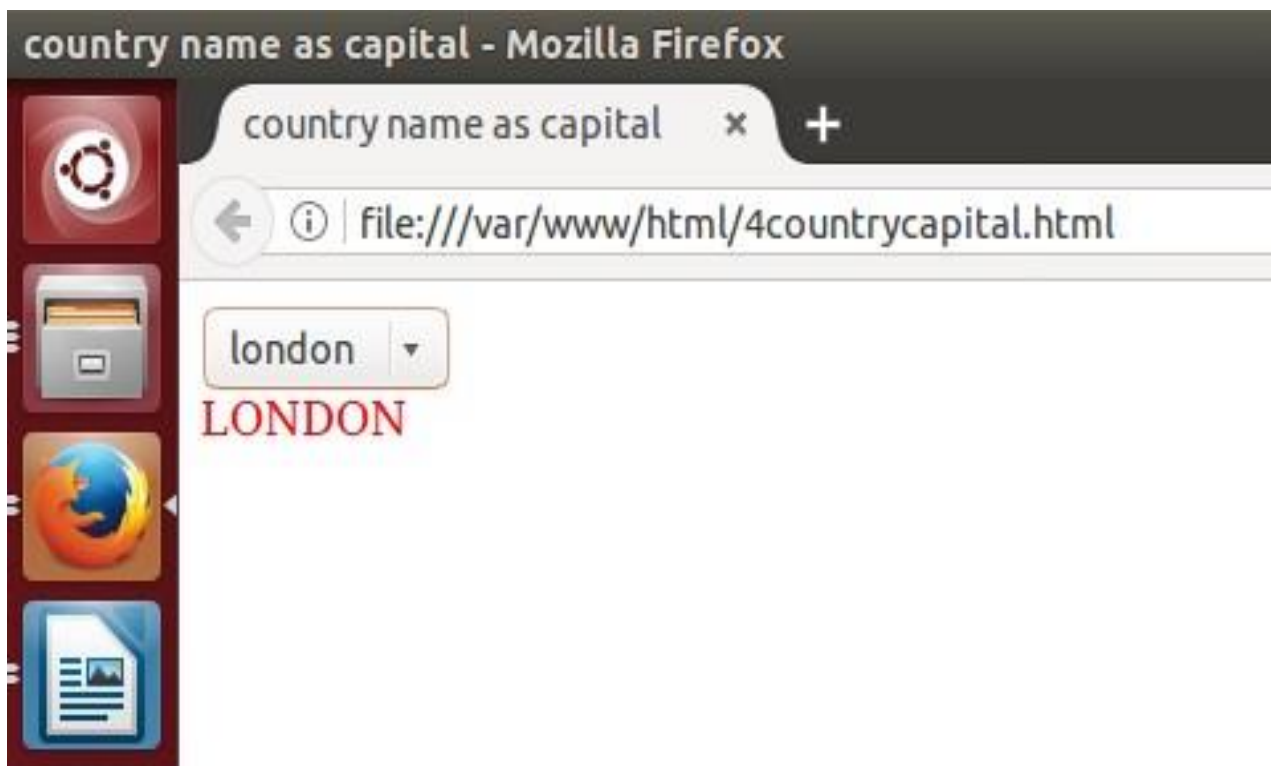 country name as capital - Mozilla Firefox
country name as capital
file:///var/www/html/4countrycapital.html
london
LONDON